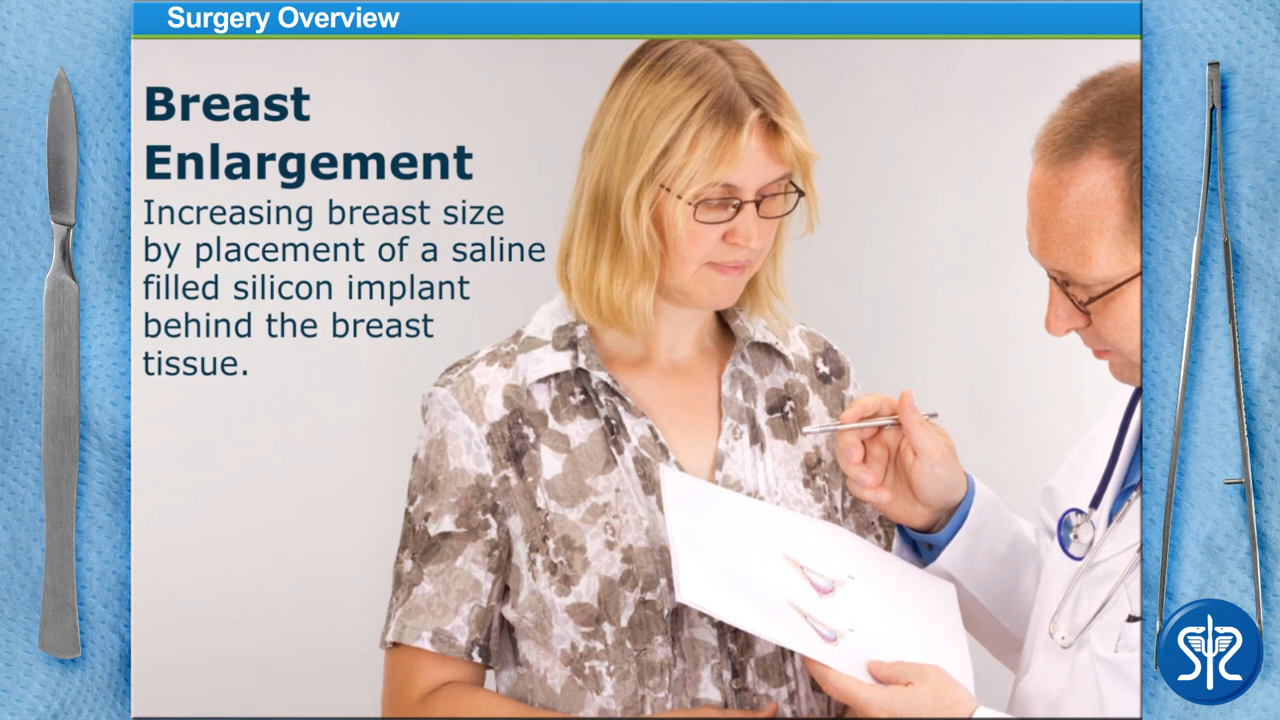 Surgery Overview
Breast
Enlargement
Increasing breast size
by placement of a saline
filled silicon implant
behind the breast
tissue.